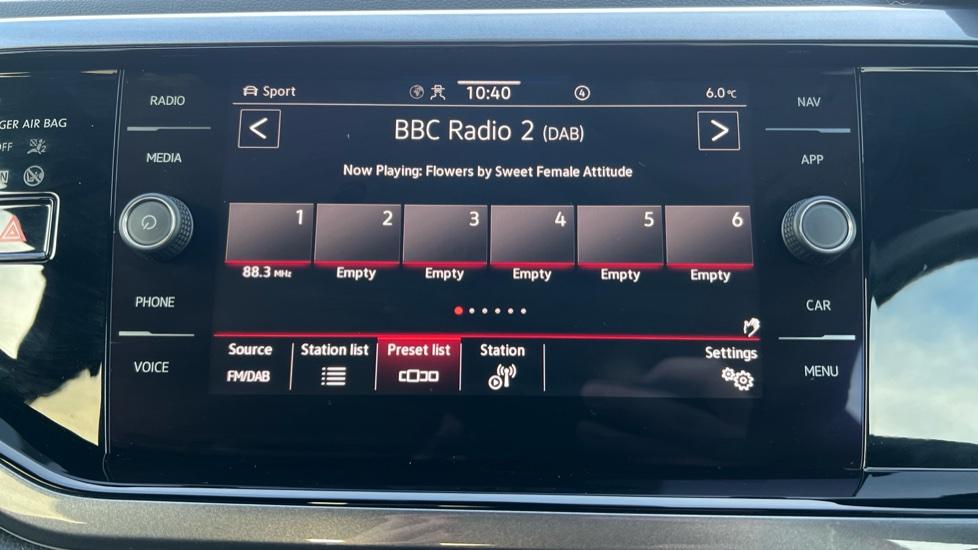 RADIO
MEDIA
PHONE
VOICE
GER AIR BAG
Sport
10:40
4
6.0 °C
BBC Radio 2 (DAB)
Now Playing: Flowers by Sweet Female Attitude
1 2 3 4 5 6
88.3 MHz Empty Empty Empty Empty Empty
Source Station list Preset list Station Settings
FM/DAB
NAV
APP
CAR
MENU